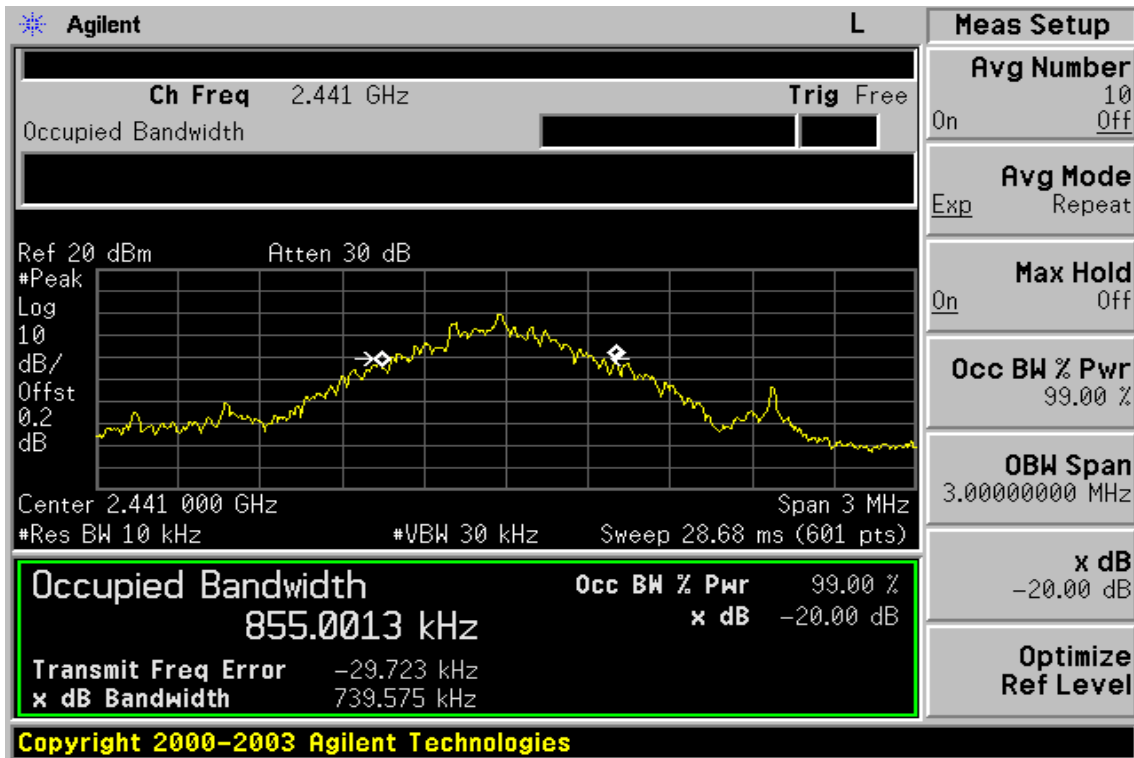 Agilent
L
Ch Freq 2.441 GHz Trig Free
Occupied Bandwidth
Ref 20 dBm Atten 30 dB
#Peak
Log
10
dB/
Offst
0.2
dB
Center 2.441 000 GHz Span 3 MHz
#Res BW 10 kHz #VBW 30 kHz Sweep 28.68 ms (601 pts)
Occupied Bandwidth
855.0013 kHz
Occ BW % Pwr 99.00 %
x dB -20.00 dB
Transmit Freq Error -29.723 kHz
x dB Bandwidth 739.575 kHz
Copyright 2000-2003 Agilent Technologies
Meas Setup
Avg Number
10
On Off
Avg Mode
Exp Repeat
Max Hold
On Off
Occ BW % Pwr
99.00 %
OBW Span
3.00000000 MHz
x dB
-20.00 dB
Optimize
Ref Level